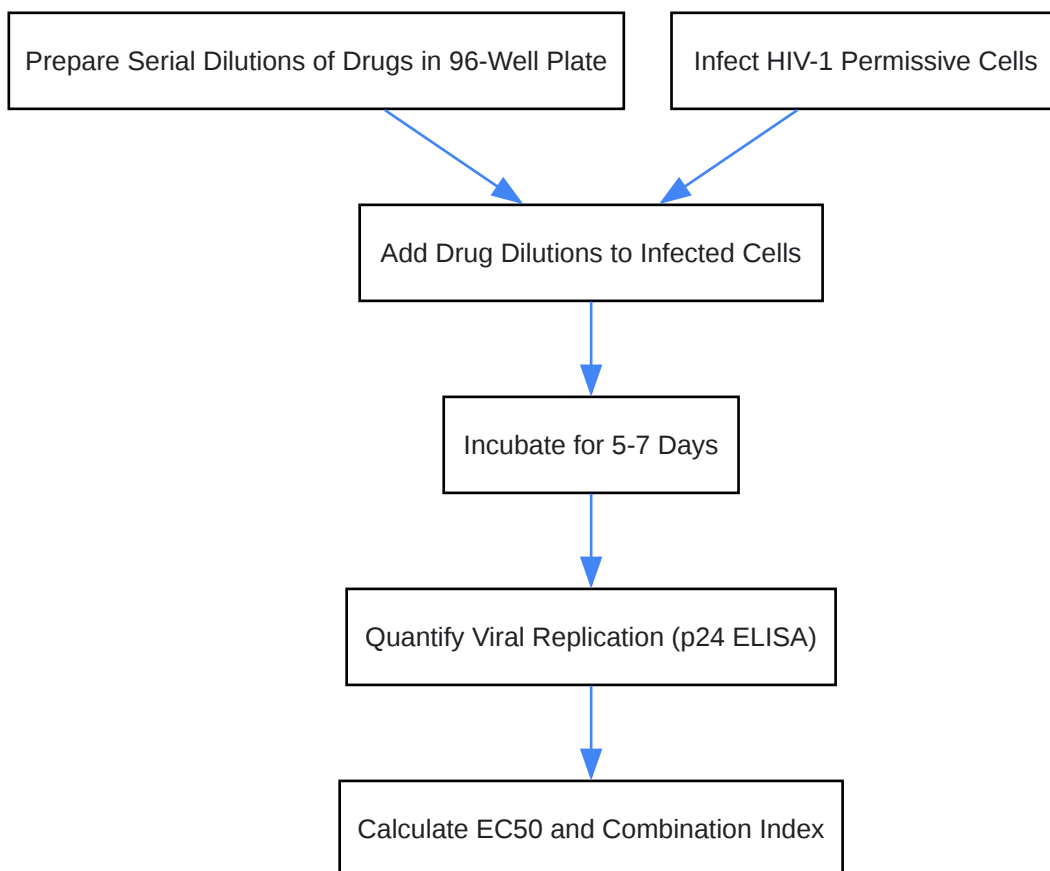 Prepare Serial Dilutions of Drugs in 96-Well Plate
Infect HIV-1 Permissive Cells
Add Drug Dilutions to Infected Cells
Incubate for 5-7 Days
Quantify Viral Replication (p24 ELISA)
Calculate EC50 and Combination Index